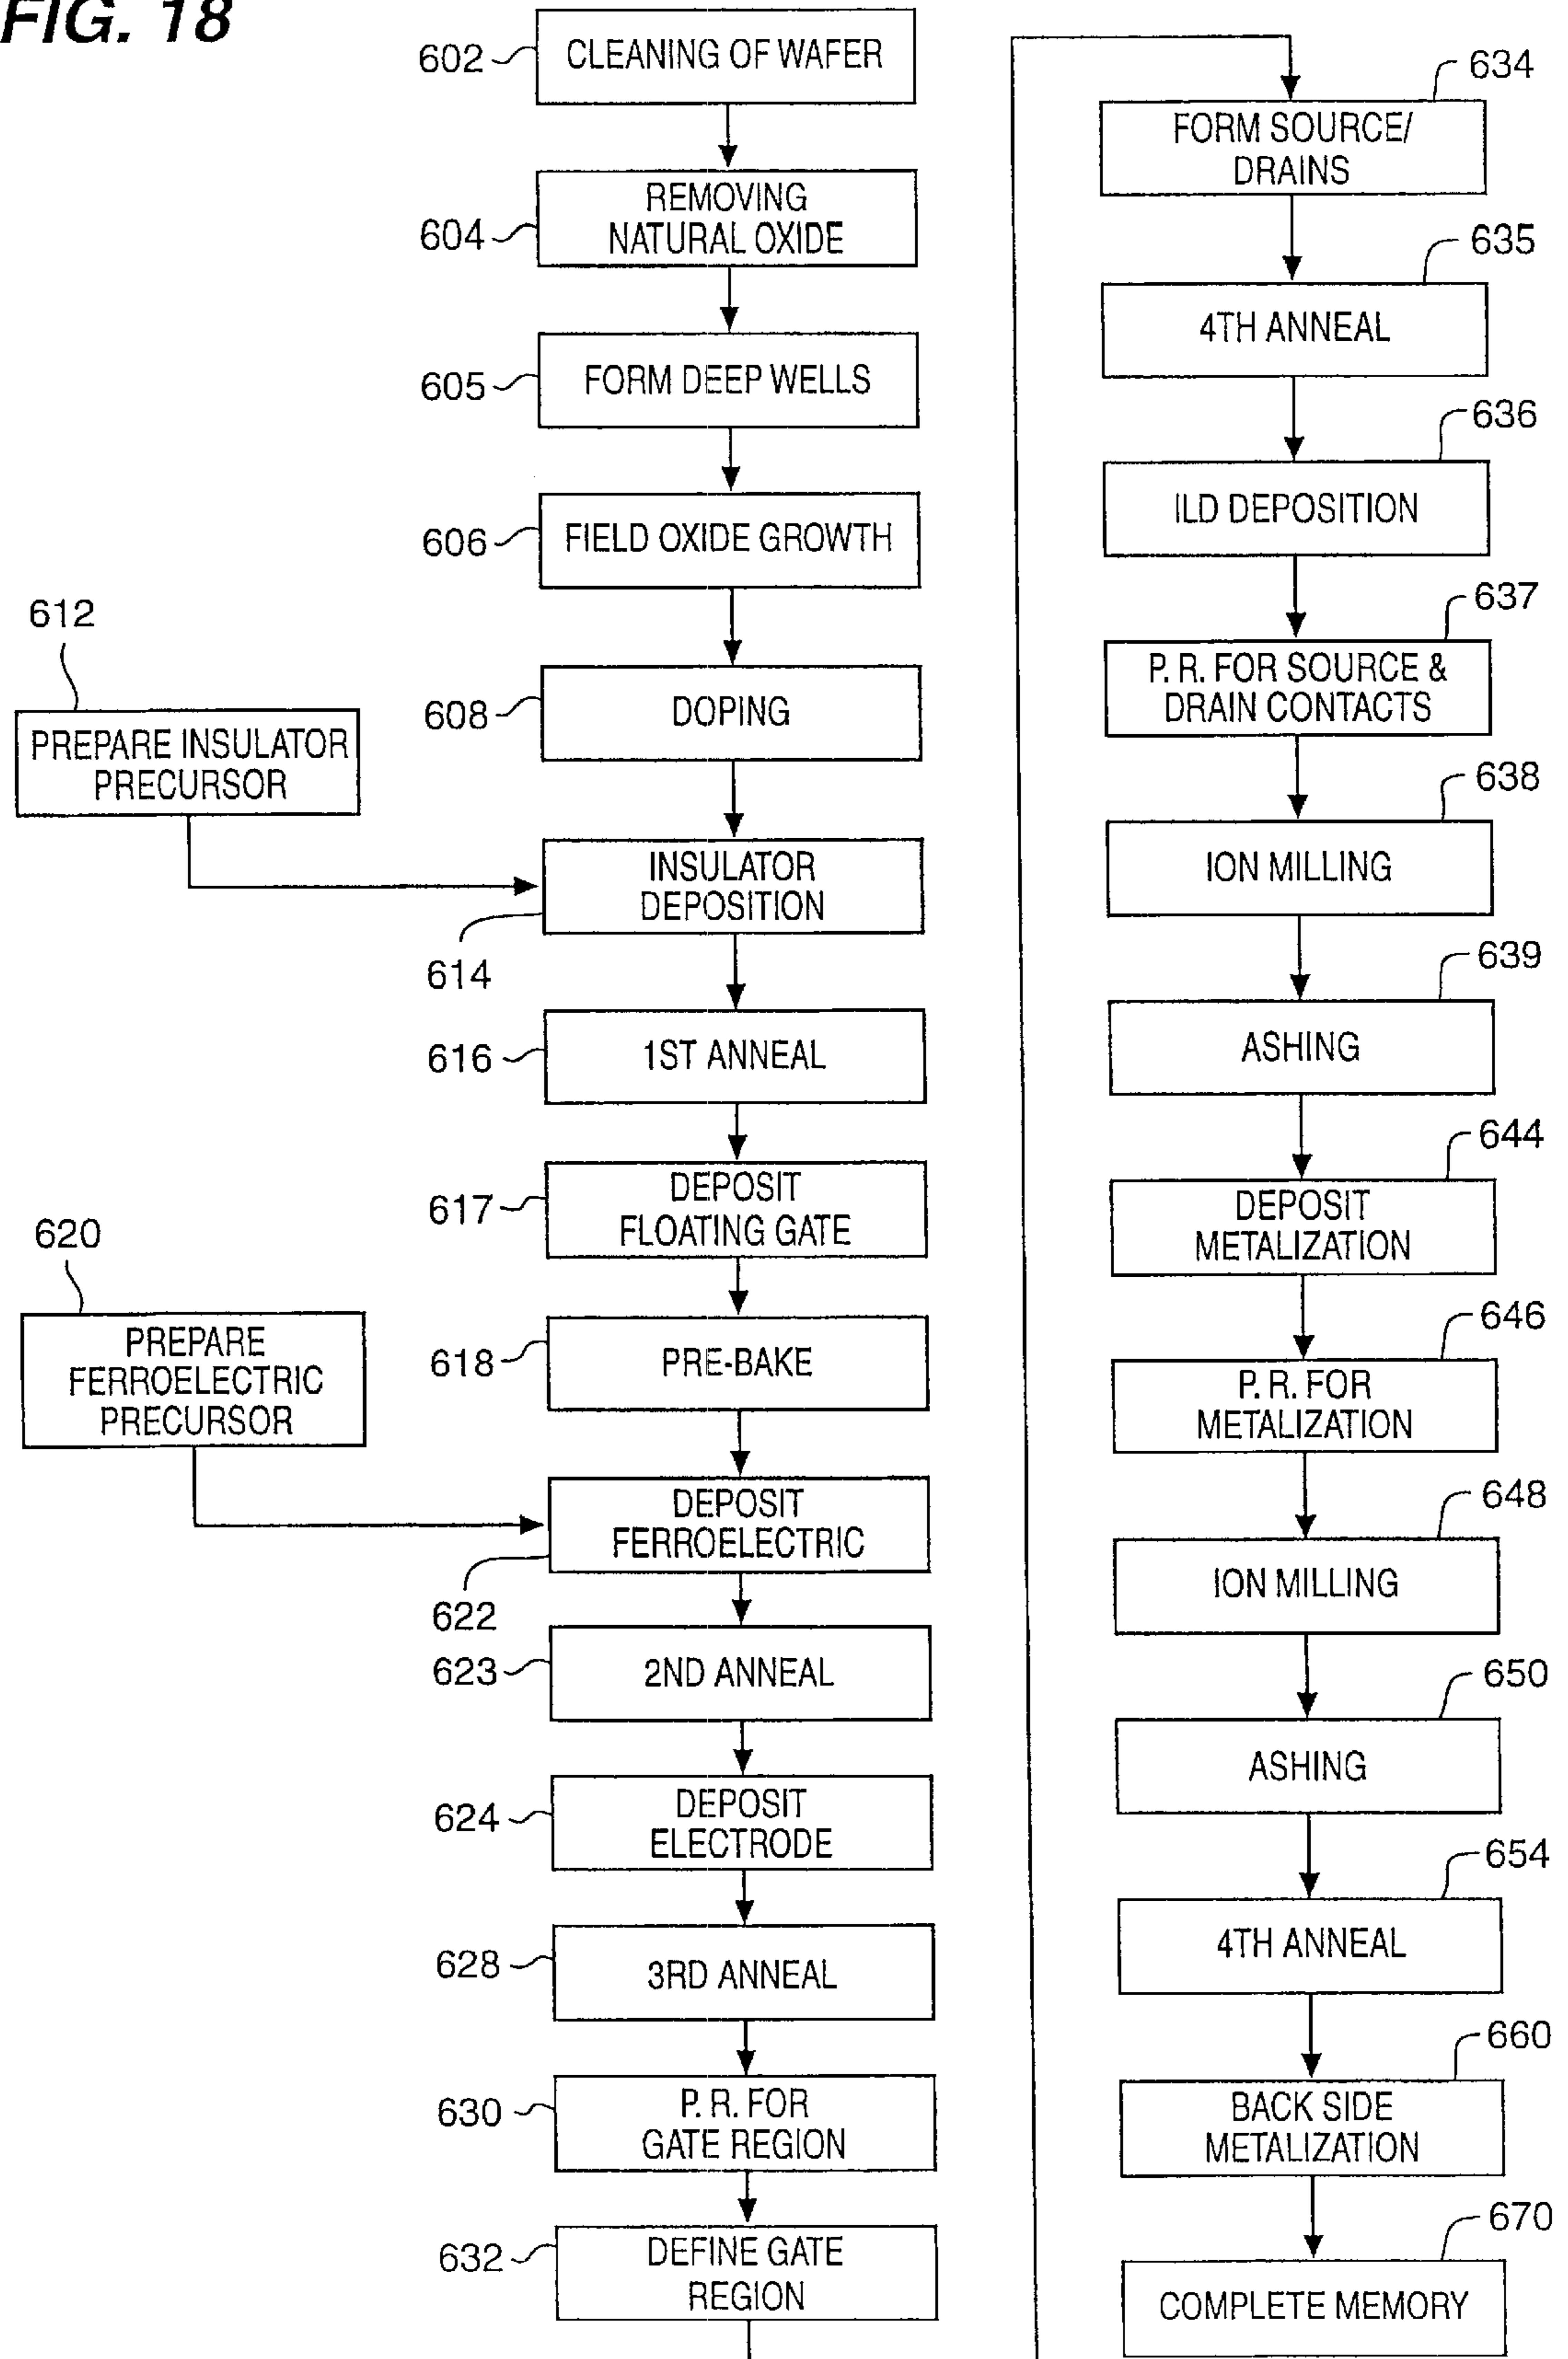 FIG. 18
602
CLEANING OF WAFER
604
REMOVING
NATURAL OXIDE
605
FORM DEEP WELLS
606
FIELD OXIDE GROWTH
608
DOPING
612
PREPARE INSULATOR
PRECURSOR
INSULATOR
DEPOSITION
614
616
1ST ANNEAL
617
DEPOSIT
FLOATING GATE
618
PRE-BAKE
620
PREPARE
FERROELECTRIC
PRECURSOR
DEPOSIT
FERROELECTRIC
622
623
2ND ANNEAL
624
DEPOSIT
ELECTRODE
628
3RD ANNEAL
630
P. R. FOR
GATE REGION
632
DEFINE GATE
REGION
634
FORM SOURCE/
DRAINS
635
4TH ANNEAL
636
ILD DEPOSITION
637
P. R. FOR SOURCE &
DRAIN CONTACTS
638
ION MILLING
639
ASHING
644
DEPOSIT
METALIZATION
646
P. R. FOR
METALIZATION
648
ION MILLING
650
ASHING
654
4TH ANNEAL
660
BACK SIDE
METALIZATION
670
COMPLETE MEMORY